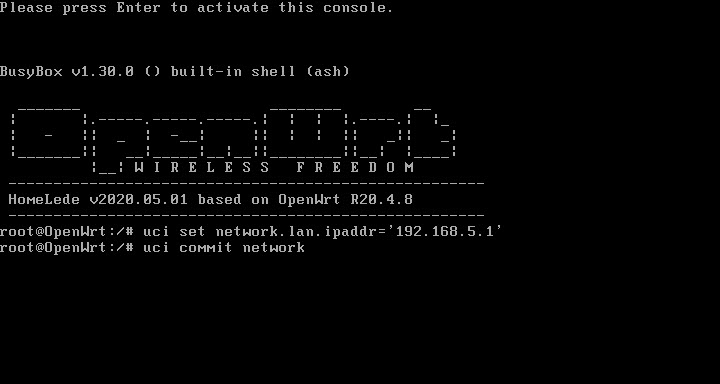 Please press Enter to activate this console.
BusyBox v1.30.0 () built-in shell (ash)
OpenWrt
W I R E L E S S   F R E E D O M
HomeLede v2020.05.01 based on OpenWrt R20.4.8
root@OpenWrt:/# uci set network.lan.ipaddr='192.168.5.1'
root@OpenWrt:/# uci commit network